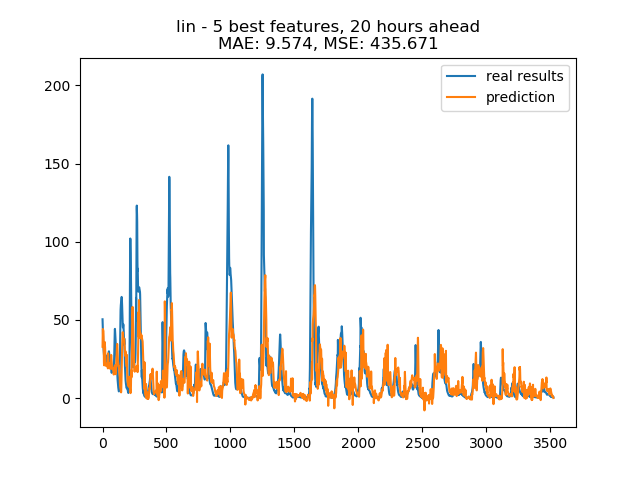 lin - 5 best features, 20 hours ahead
MAE: 9.574, MSE: 435.671
real results
prediction
200
150
100
50
0
0 500 1000 1500 2000 2500 3000 3500